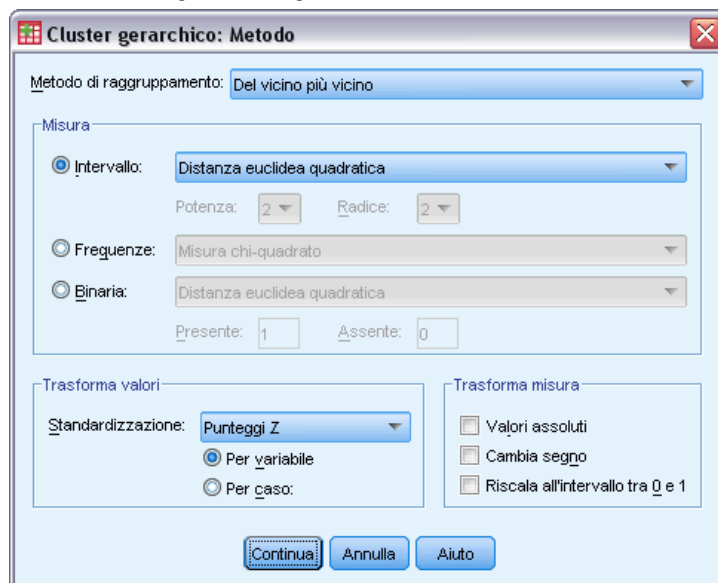 Cluster gerarchico: Metodo
Metodo di raggruppamento: Del vicino più vicino
Misura
Intervallo: Distanza euclidea quadratica
Potenza: 2 Radice: 2
Frequenze: Misura chi-quadrato
Binaria: Distanza euclidea quadratica
Presente: 1 Assente: 0
Trasforma valori
Standardizzazione: Punteggi Z
Per variabile
Per caso:
Trasforma misura
Valori assoluti
Cambia segno
Riscala all'intervallo tra 0 e 1
Continua Annulla Aiuto